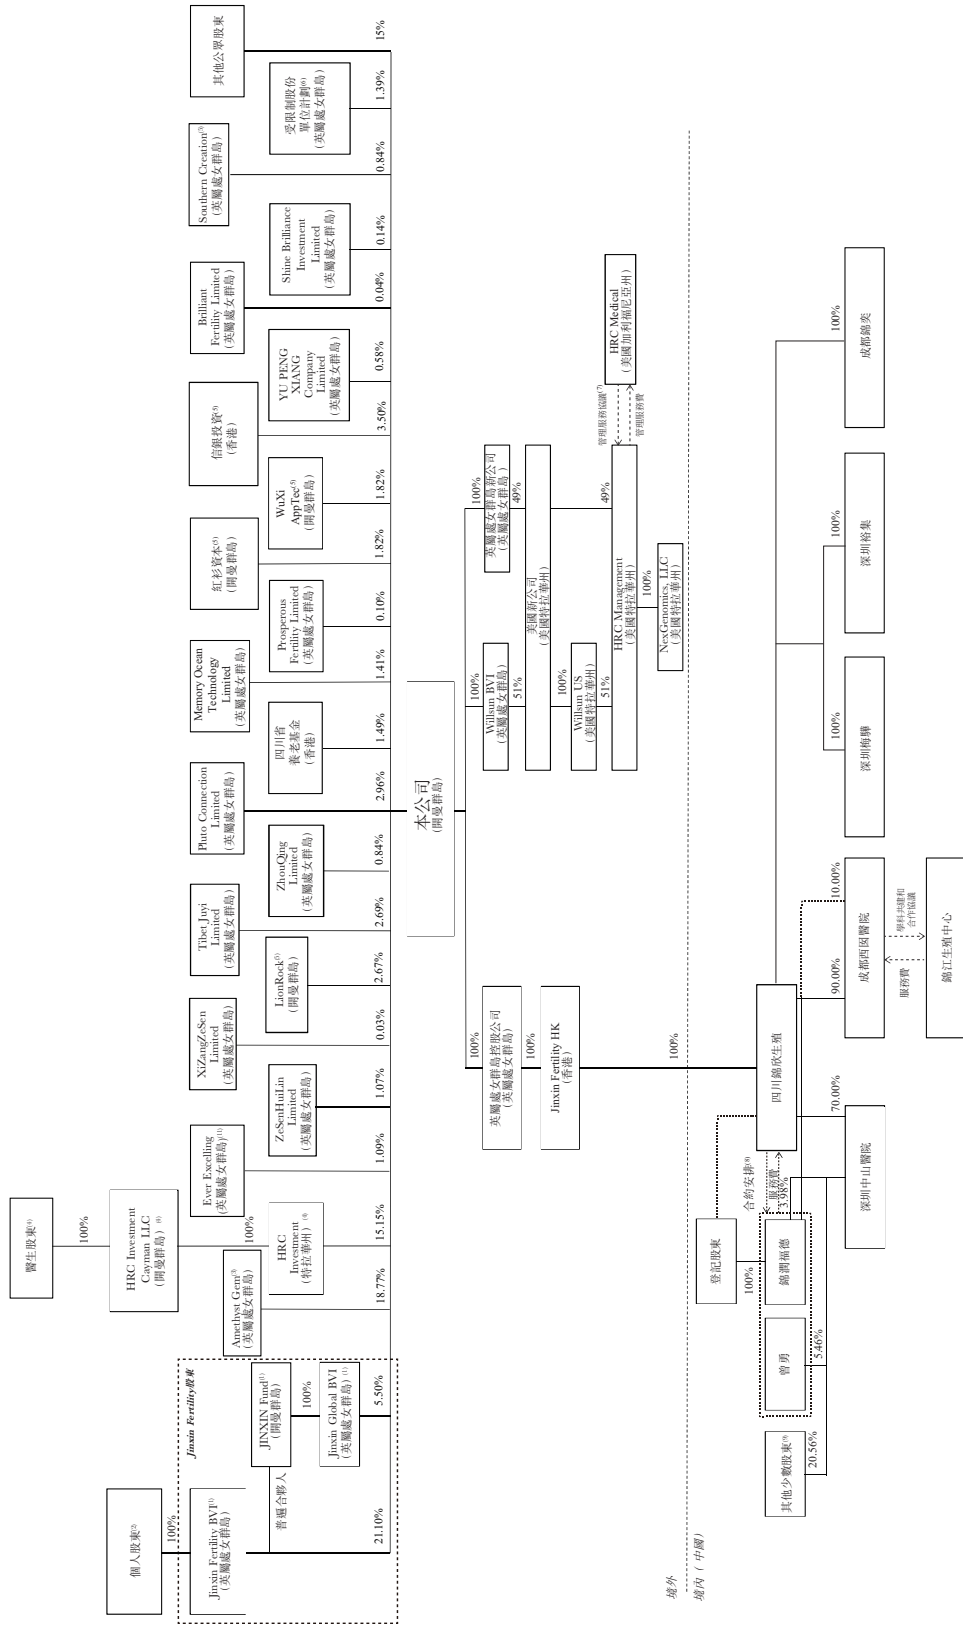 個人股東⁽²⁾
100%
Jinxin Fertility BVI⁽¹⁾
(英屬處女群島)
21.10%
普通合夥人
Jinxin Fertility股東
JINXIN Fund⁽¹⁾
(開曼群島)
100%
Jinxin Global BVI
(英屬處女群島)⁽¹⁾
5.50%
Amethyst Gem⁽³⁾
(英屬處女群島)
18.77%
醫生股東⁽⁴⁾
100%
HRC Investment
Cayman LLC
(開曼群島)⁽⁴⁾
100%
HRC
Investment
(特拉華州)⁽⁴⁾
15.15%
Ever Excelling
(英屬處女群島)⁽¹¹⁾
1.09%
ZeSenHuiLin
Limited
(英屬處女群島)
1.07%
XiZangZeSen
Limited
(英屬處女群島)
0.03%
LionRock⁽⁵⁾
(開曼群島)
2.67%
Tibet Juyi
Limited
(英屬處女群島)
2.69%
ZhouQing
Limited
(英屬處女群島)
0.84%
Pluto Connection
Limited
(英屬處女群島)
2.96%
四川省
養老基金
(香港)
1.49%
Memory Ocean
Technology
Limited
(英屬處女群島)
1.41%
Prosperous
Fertility Limited
(英屬處女群島)
0.10%
紅杉資本⁽⁵⁾
(開曼群島)
1.82%
WuXi
AppTec⁽⁵⁾
(開曼群島)
1.82%
信銀投資⁽⁵⁾
(香港)
3.50%
YU PENG
XIANG
Company
Limited
(英屬處女群島)
0.58%
Brilliant
Fertility Limited
(英屬處女群島)
0.04%
Shine Brilliance
Investment
Limited
(英屬處女群島)
0.14%
Southern Creation⁽⁵⁾
(英屬處女群島)
0.84%
受限制股份
單位計劃⁽⁶⁾
(英屬處女群島)
1.39%
其他公眾股東
15%
本公司
(開曼群島)
100%
英屬處女群島控股公司
(英屬處女群島)
100%
Jinxin Fertility HK
(香港)
100%
100%
Willsun BVI
(英屬處女群島)
51%
100%
英屬處女群島新公司
(英屬處女群島)
49%
美國新公司
(美國特拉華州)
100%
Willsun US
(美國特拉華州)
51%
49%
HRC Management
(美國特拉華州)
100%
NexGenomics, LLC
(美國特拉華州)
管理服務協議⁽⁷⁾
管理服務費
HRC Medical
(美國加利福尼亞州)
境外
境內(中國)
四川錦欣生殖
合約安排⁽⁸⁾
服務費
3.98%
登記股東
100%
錦潤福德
曾勇
5.46%
其他少數股東⁽⁹⁾
20.56%
70.00%
深圳中山醫院
90.00%
10.00%
成都西囡醫院
服務費
學科共建和
合作協議
錦江生殖中心
100%
深圳梅驊
100%
深圳裕集
100%
成都錦奕